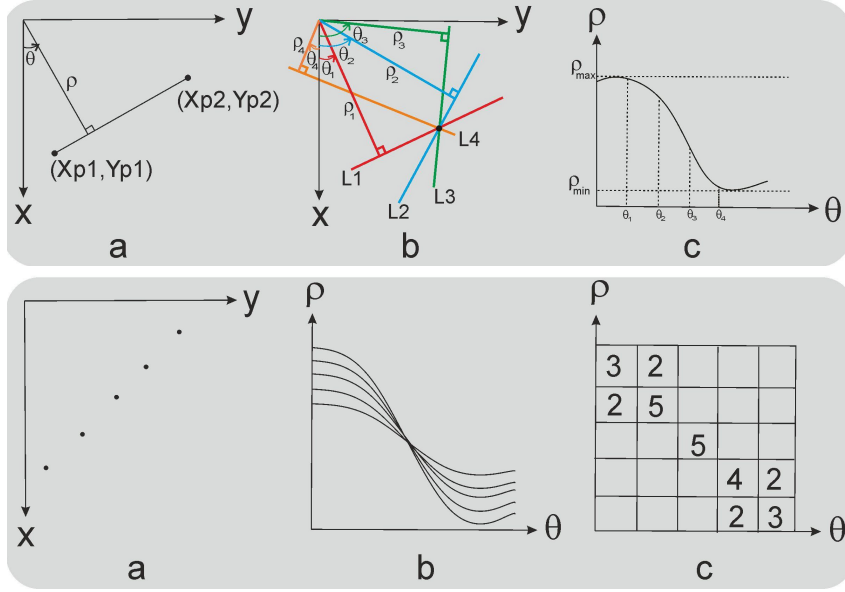 y
θ
ρ
(Xp2,Yp2)
(Xp1,Yp1)
x
a
y
ρ4
θ4
θ1
θ2
θ3
ρ3
ρ2
ρ1
L4
L1
L3
L2
x
b
ρ
ρmax
ρmin
θ1
θ2
θ3
θ4
θ
c
y
x
a
ρ
θ
b
ρ
3 2
2 5
5
4 2
2 3
θ
c